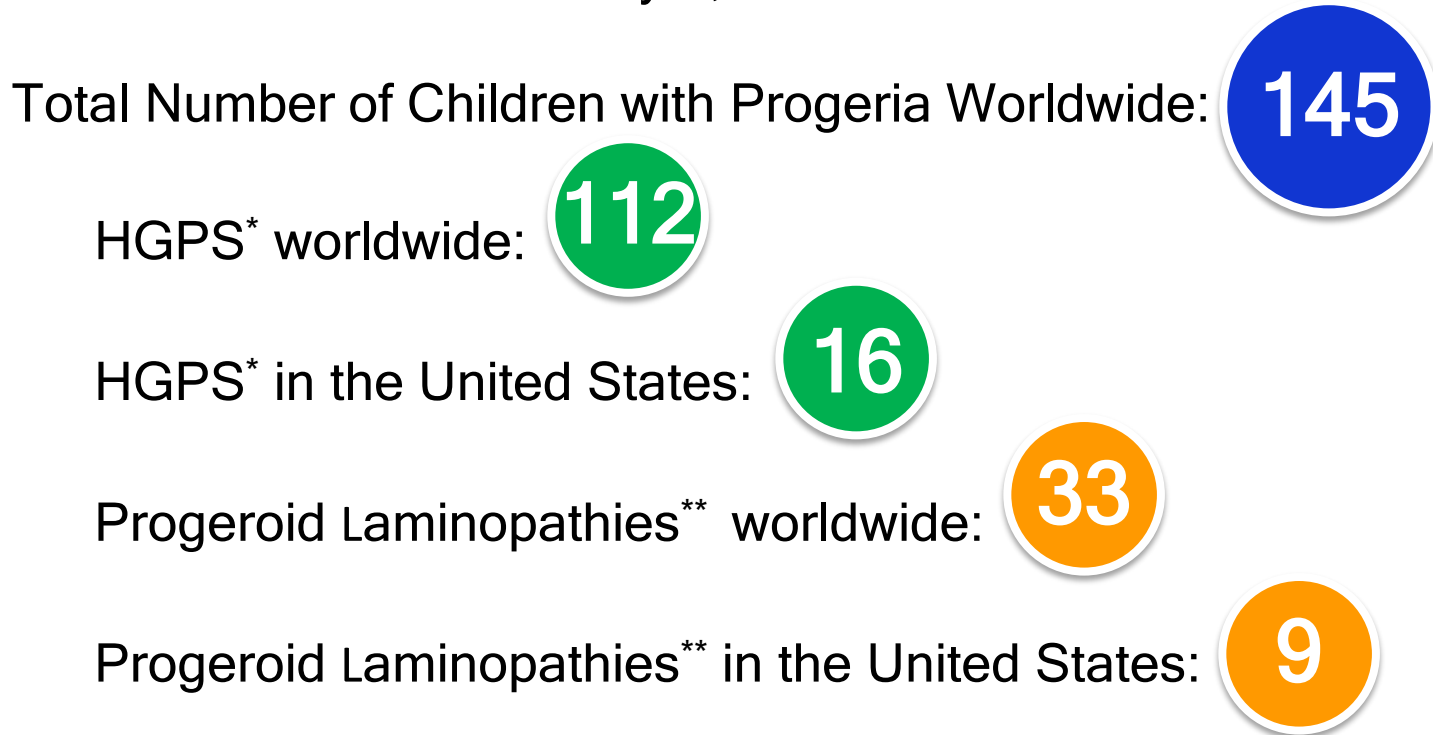 Total Number of Children with Progeria Worldwide: 145
HGPS* worldwide: 112
HGPS* in the United States: 16
Progeroid Laminopathies** worldwide: 33
Progeroid Laminopathies** in the United States: 9